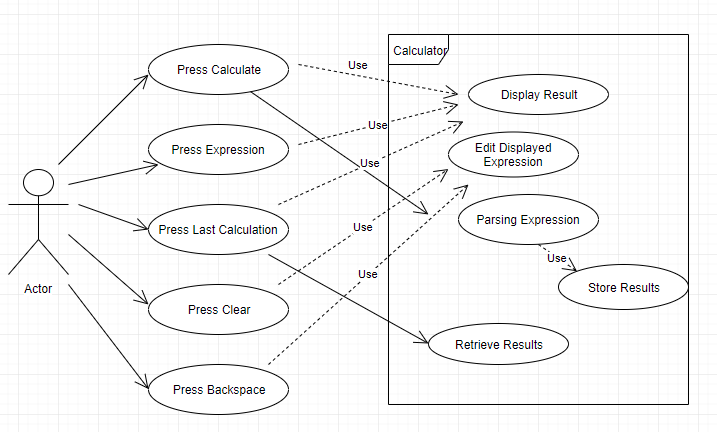 Calculator
Press Calculate
Use
Display Result
Use
Press Expression
Edit Displayed
Expression
Use
Actor
Press Last Calculation
Use
Parsing Expression
Use
Use
Store Results
Press Clear
Retrieve Results
Press Backspace